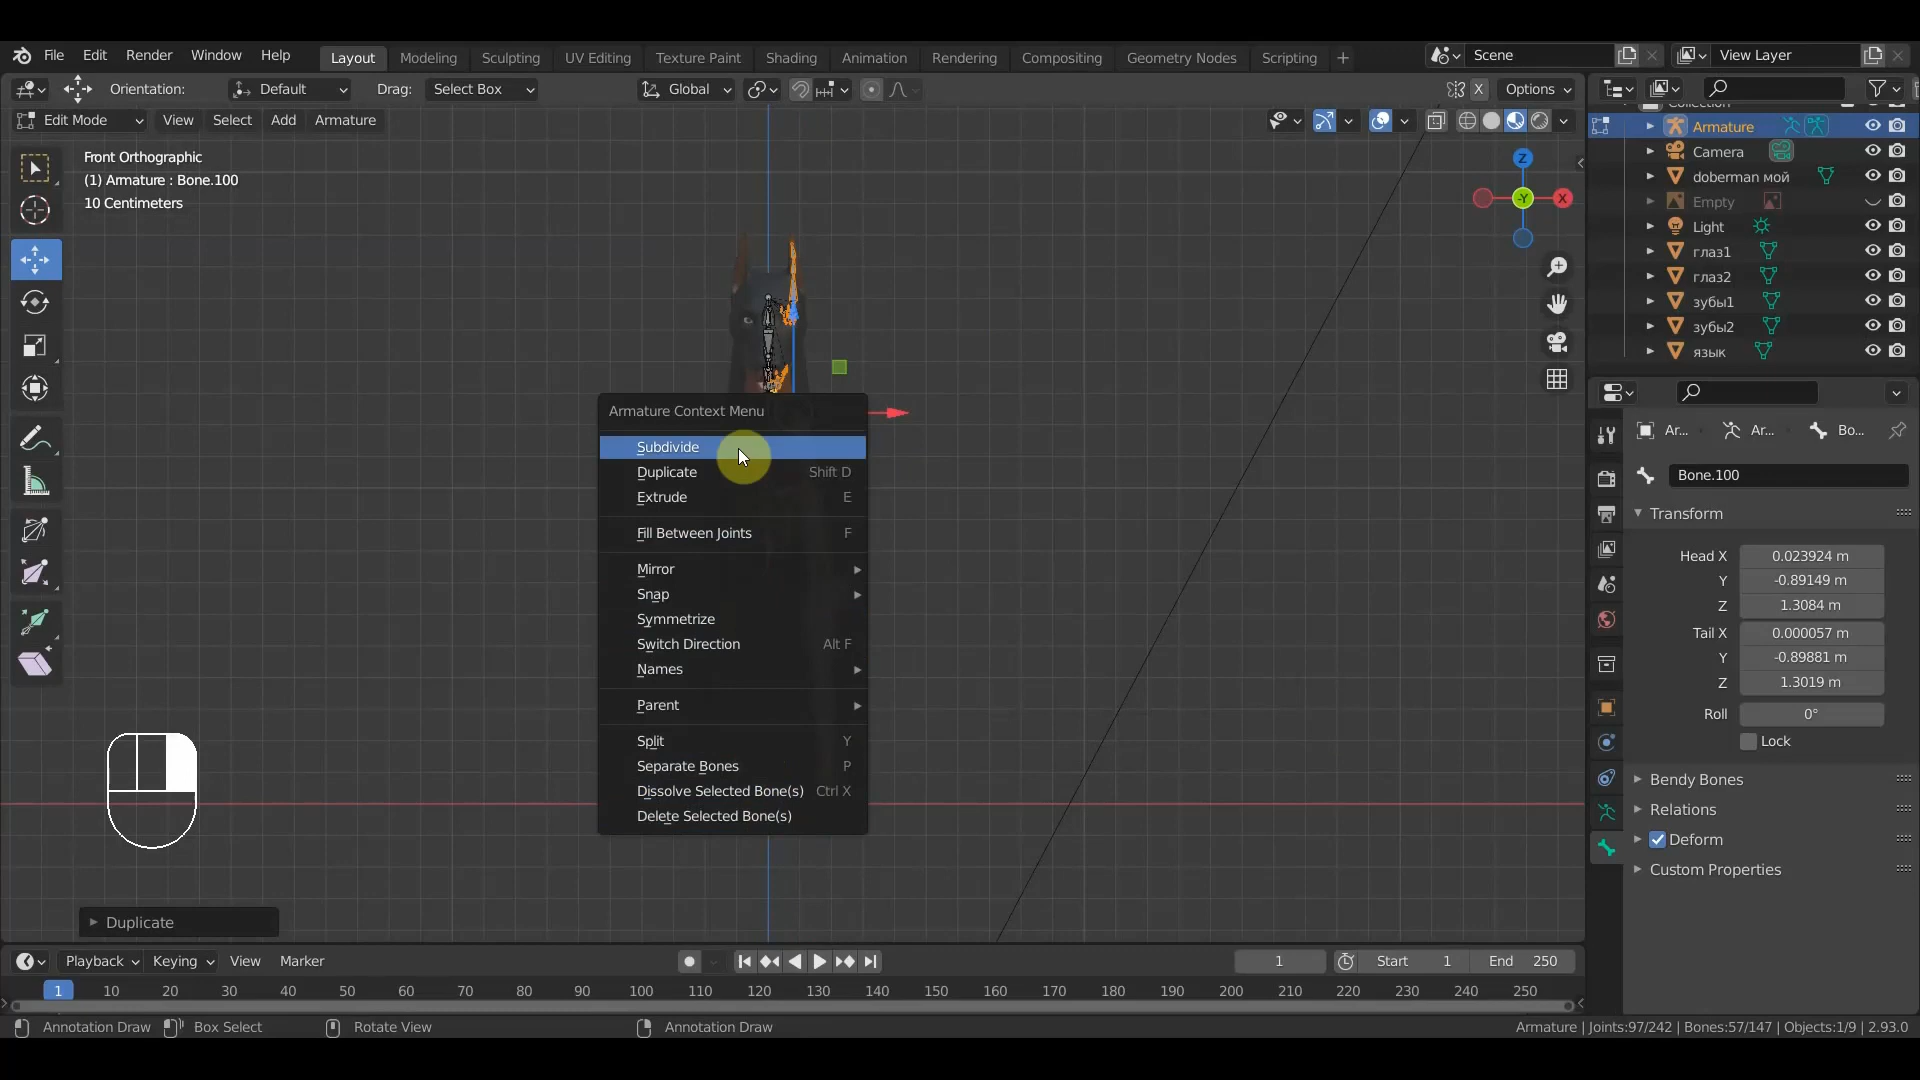 File Edit Render Window Help Layout Modeling Sculpting UV Editing Texture Paint Shading Animation Rendering Compositing Geometry Nodes Scripting + Scene View Layer
Orientation: Default Drag: Select Box Global X Options
Edit Mode View Select Add Armature
Front Orthographic
(1) Armature : Bone.100
10 Centimeters
Z
-Y
X
Collection
Armature
Camera
doberman мой
Empty
Light
глаз1
глаз2
зубы1
зубы2
язык
Armature Context Menu
Subdivide
Duplicate Shift D
Extrude E
Fill Between Joints F
Mirror
Snap
Symmetrize
Switch Direction Alt F
Names
Parent
Split Y
Separate Bones P
Dissolve Selected Bone(s) Ctrl X
Delete Selected Bone(s)
Ar... Ar... Bo...
Bone.100
Transform
Head X 0.023924 m
Y -0.89149 m
Z 1.3084 m
Tail X 0.000057 m
Y -0.89881 m
Z 1.3019 m
Roll 0°
Lock
Bendy Bones
Relations
Deform
Custom Properties
Duplicate
Playback Keying View Marker 1 Start 1 End 250
1 10 20 30 40 50 60 70 80 90 100 110 120 130 140 150 160 170 180 190 200 210 220 230 240 250
Annotation Draw Box Select Rotate View Annotation Draw Armature | Joints:97/242 | Bones:57/147 | Objects:1/9 | 2.93.0